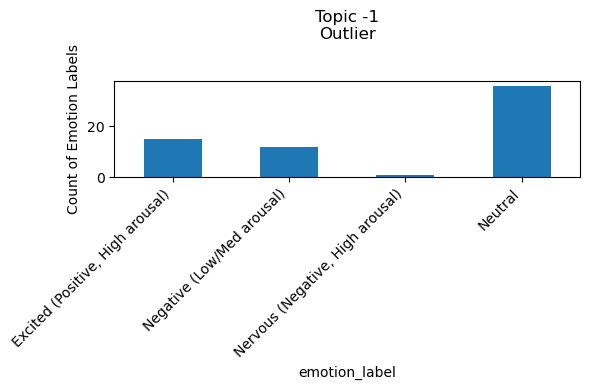 Topic -1
Outlier
Count of Emotion Labels
20
0
Excited (Positive, High arousal)
Negative (Low/Med arousal)
Nervous (Negative, High arousal)
Neutral
emotion_label